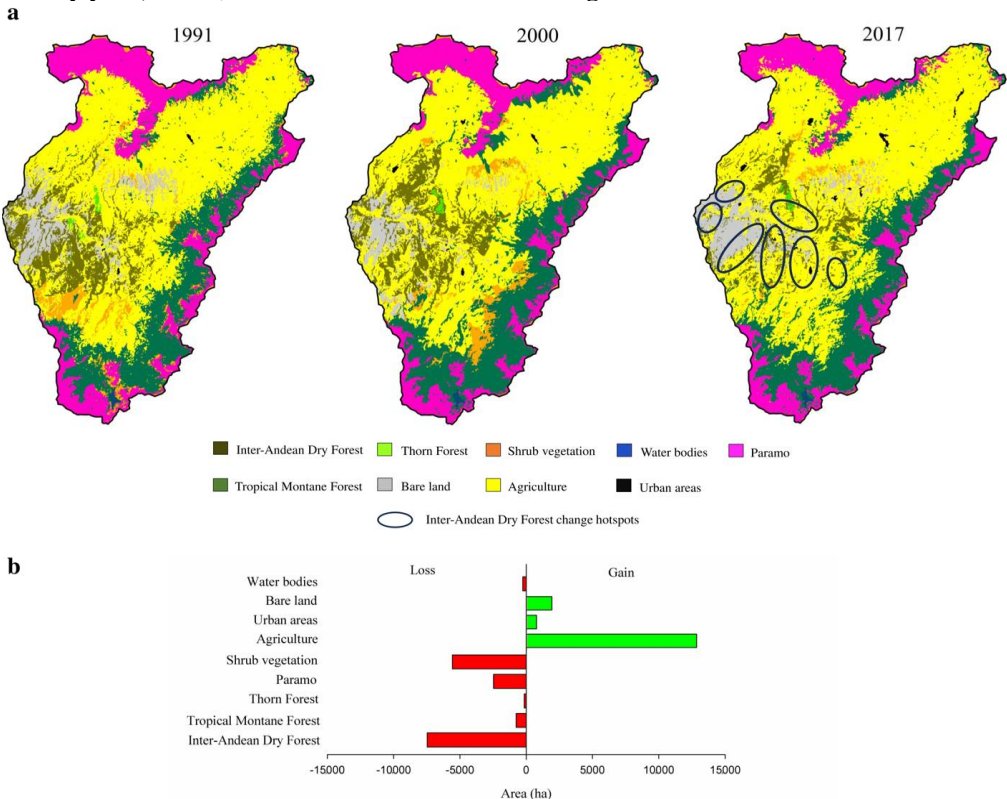 a
1991 2000 2017
Inter-Andean Dry Forest Thorn Forest Shrub vegetation Water bodies Paramo
Tropical Montane Forest Bare land Agriculture Urban areas
Inter-Andean Dry Forest change hotspots
b
Loss Gain
Water bodies
Bare land
Urban areas
Agriculture
Shrub vegetation
Paramo
Thorn Forest
Tropical Montane Forest
Inter-Andean Dry Forest
-15000 -10000 -5000 0 5000 10000 15000
Area (ha)